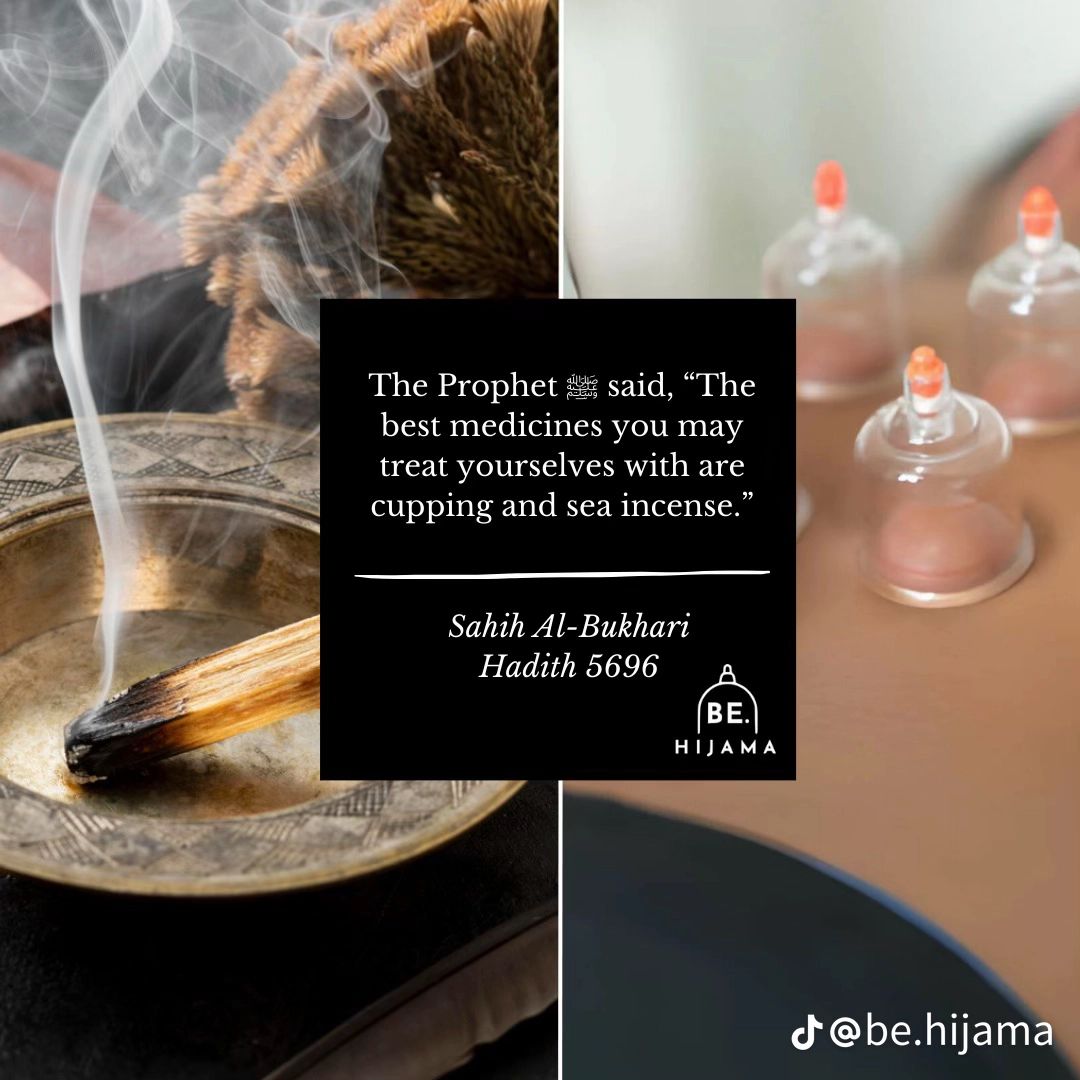 The Prophet ﷺ said, “The
best medicines you may
treat yourselves with are
cupping and sea incense.”
Sahih Al-Bukhari
Hadith 5696
BE.
HIJAMA
@be.hijama